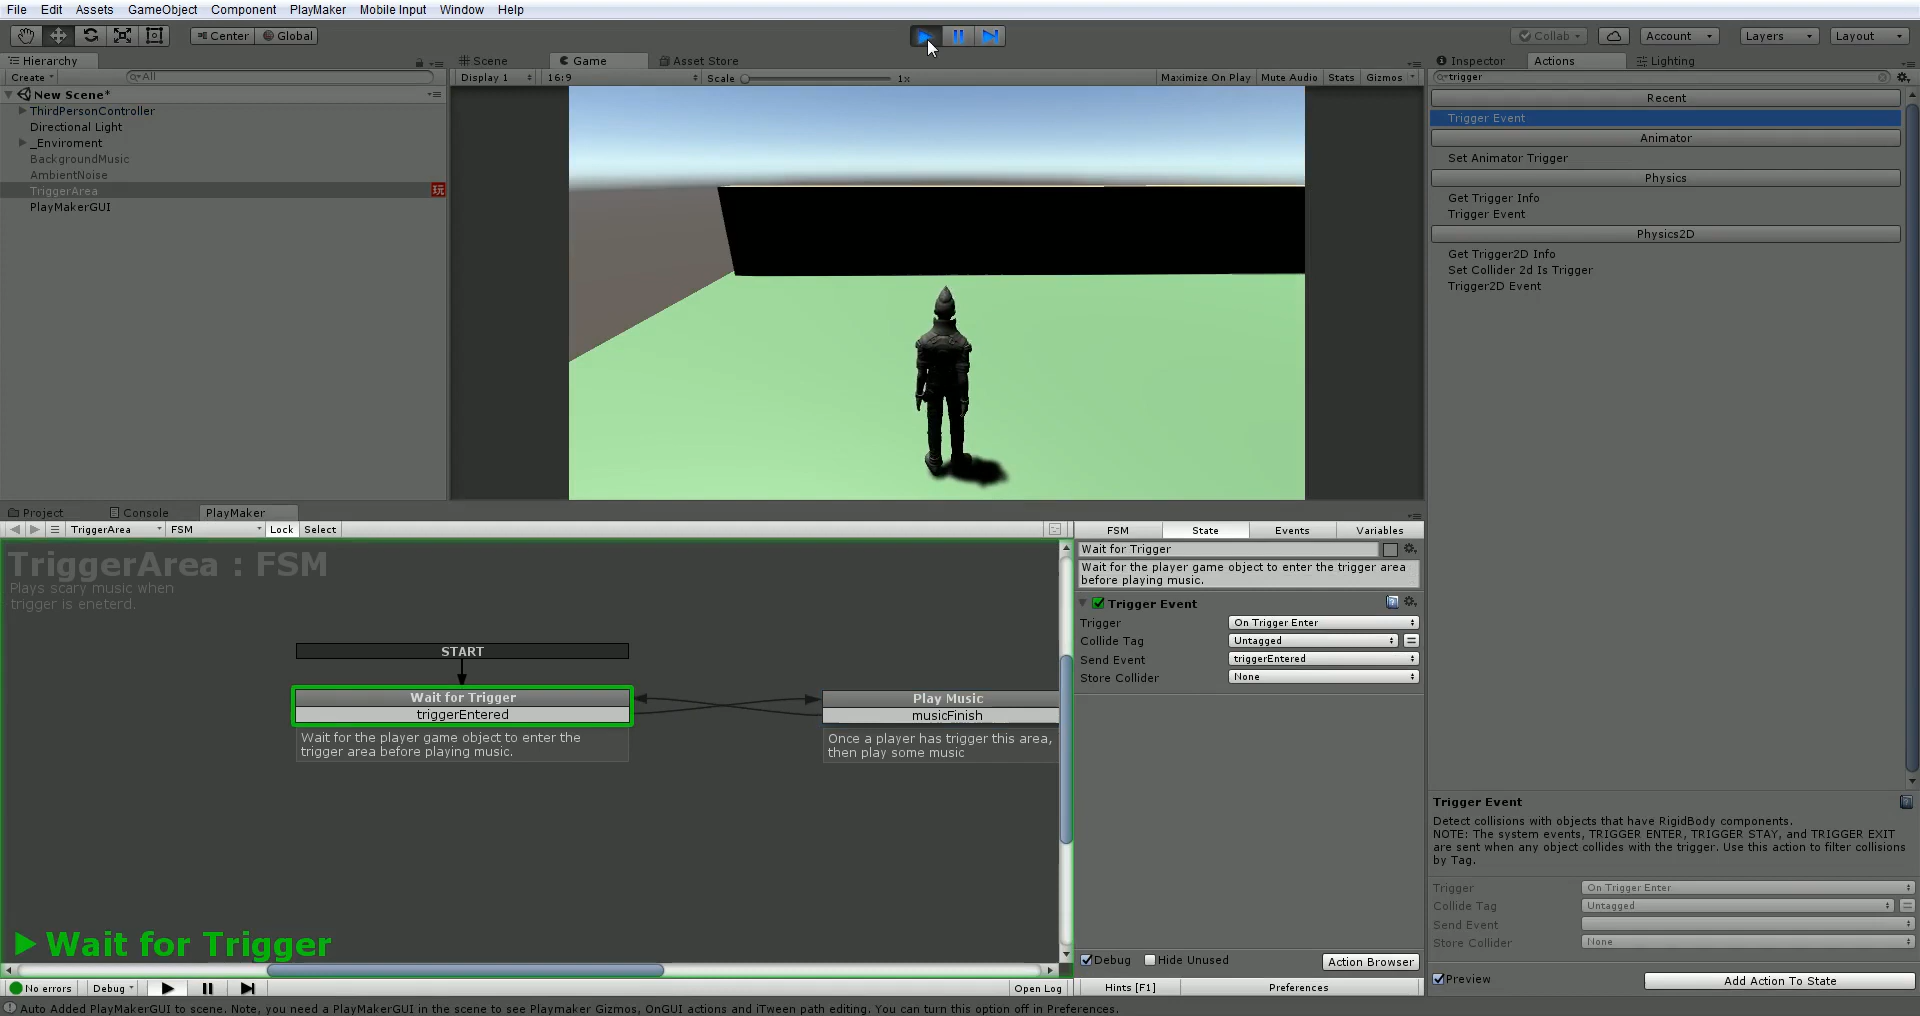 File Edit Assets GameObject Component PlayMaker Mobile Input Window Help
Center Global Collab Account Layers Layout
Hierarchy
Create All
New Scene*
ThirdPersonController
Directional Light
_Enviroment
BackgroundMusic
AmbientNoise
TriggerArea 玩
PlayMakerGUI
Scene Game Asset Store
Display 1 16:9 Scale 1x Maximize On Play Mute Audio Stats Gizmos
Inspector Actions Lighting
trigger
Recent
Trigger Event
Animator
Set Animator Trigger
Physics
Get Trigger Info
Trigger Event
Physics2D
Get Trigger2D Info
Set Collider 2d Is Trigger
Trigger2D Event
Project Console PlayMaker
TriggerArea FSM Lock Select
TriggerArea : FSM
Plays scary music when
trigger is eneterd.
START
Wait for Trigger
triggerEntered
Wait for the player game object to enter the
trigger area before playing music.
Play Music
musicFinish
Once a player has trigger this area,
then play some music
Wait for Trigger
No errors Debug Open Log
FSM State Events Variables
Wait for Trigger
Wait for the player game object to enter the trigger area
before playing music.
Trigger Event
Trigger On Trigger Enter
Collide Tag Untagged
Send Event triggerEntered
Store Collider None
Debug Hide Unused Action Browser
Hints [F1] Preferences
Trigger Event
Detect collisions with objects that have RigidBody components.
NOTE: The system events, TRIGGER ENTER, TRIGGER STAY, and TRIGGER EXIT
are sent when any object collides with the trigger. Use this action to filter collisions
by Tag.
Trigger On Trigger Enter
Collide Tag Untagged
Send Event
Store Collider None
Preview Add Action To State
Auto Added PlayMakerGUI to scene. Note, you need a PlayMakerGUI in the scene to see Playmaker Gizmos, OnGUI actions and iTween path editing. You can turn this option off in Preferences.